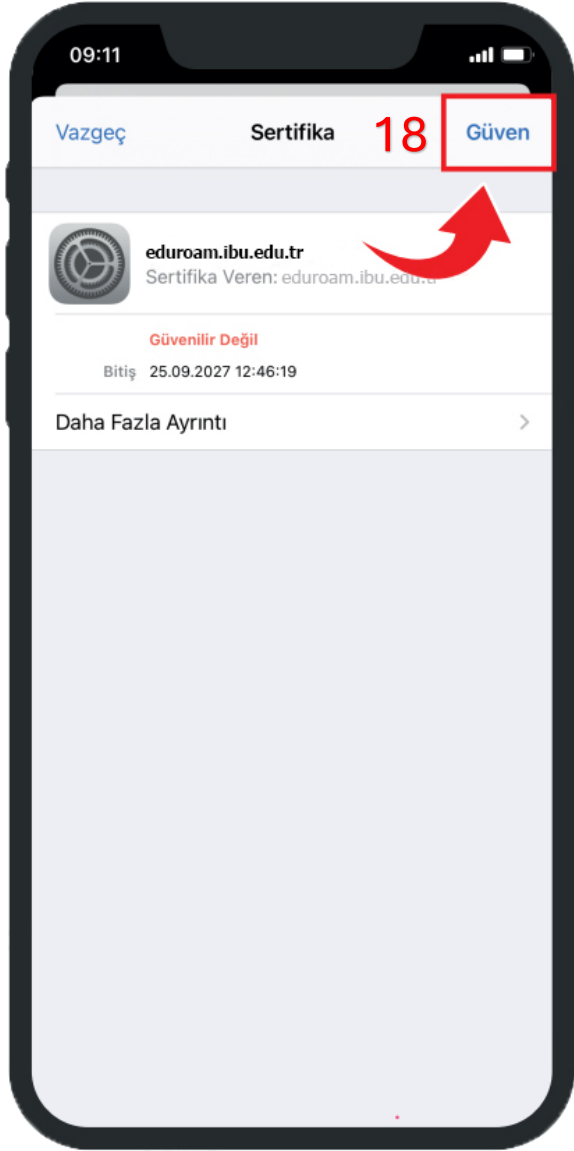 09:11
Vazgeç Sertifika 18 Güven
eduroam.ibu.edu.tr
Sertifika Veren: eduroam.ibu.edu.tr
Güvenilir Değil
Bitiş 25.09.2027 12:46:19
Daha Fazla Ayrıntı